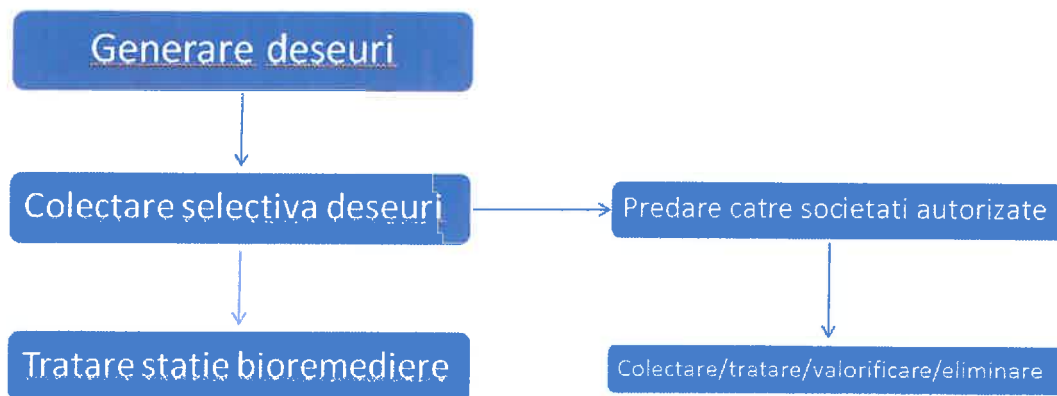 Generare deseuri
Colectare selectiva deseuri
Predare catre societati autorizate
Tratare statie bioremediere
Colectare/tratare/valorificare/eliminare